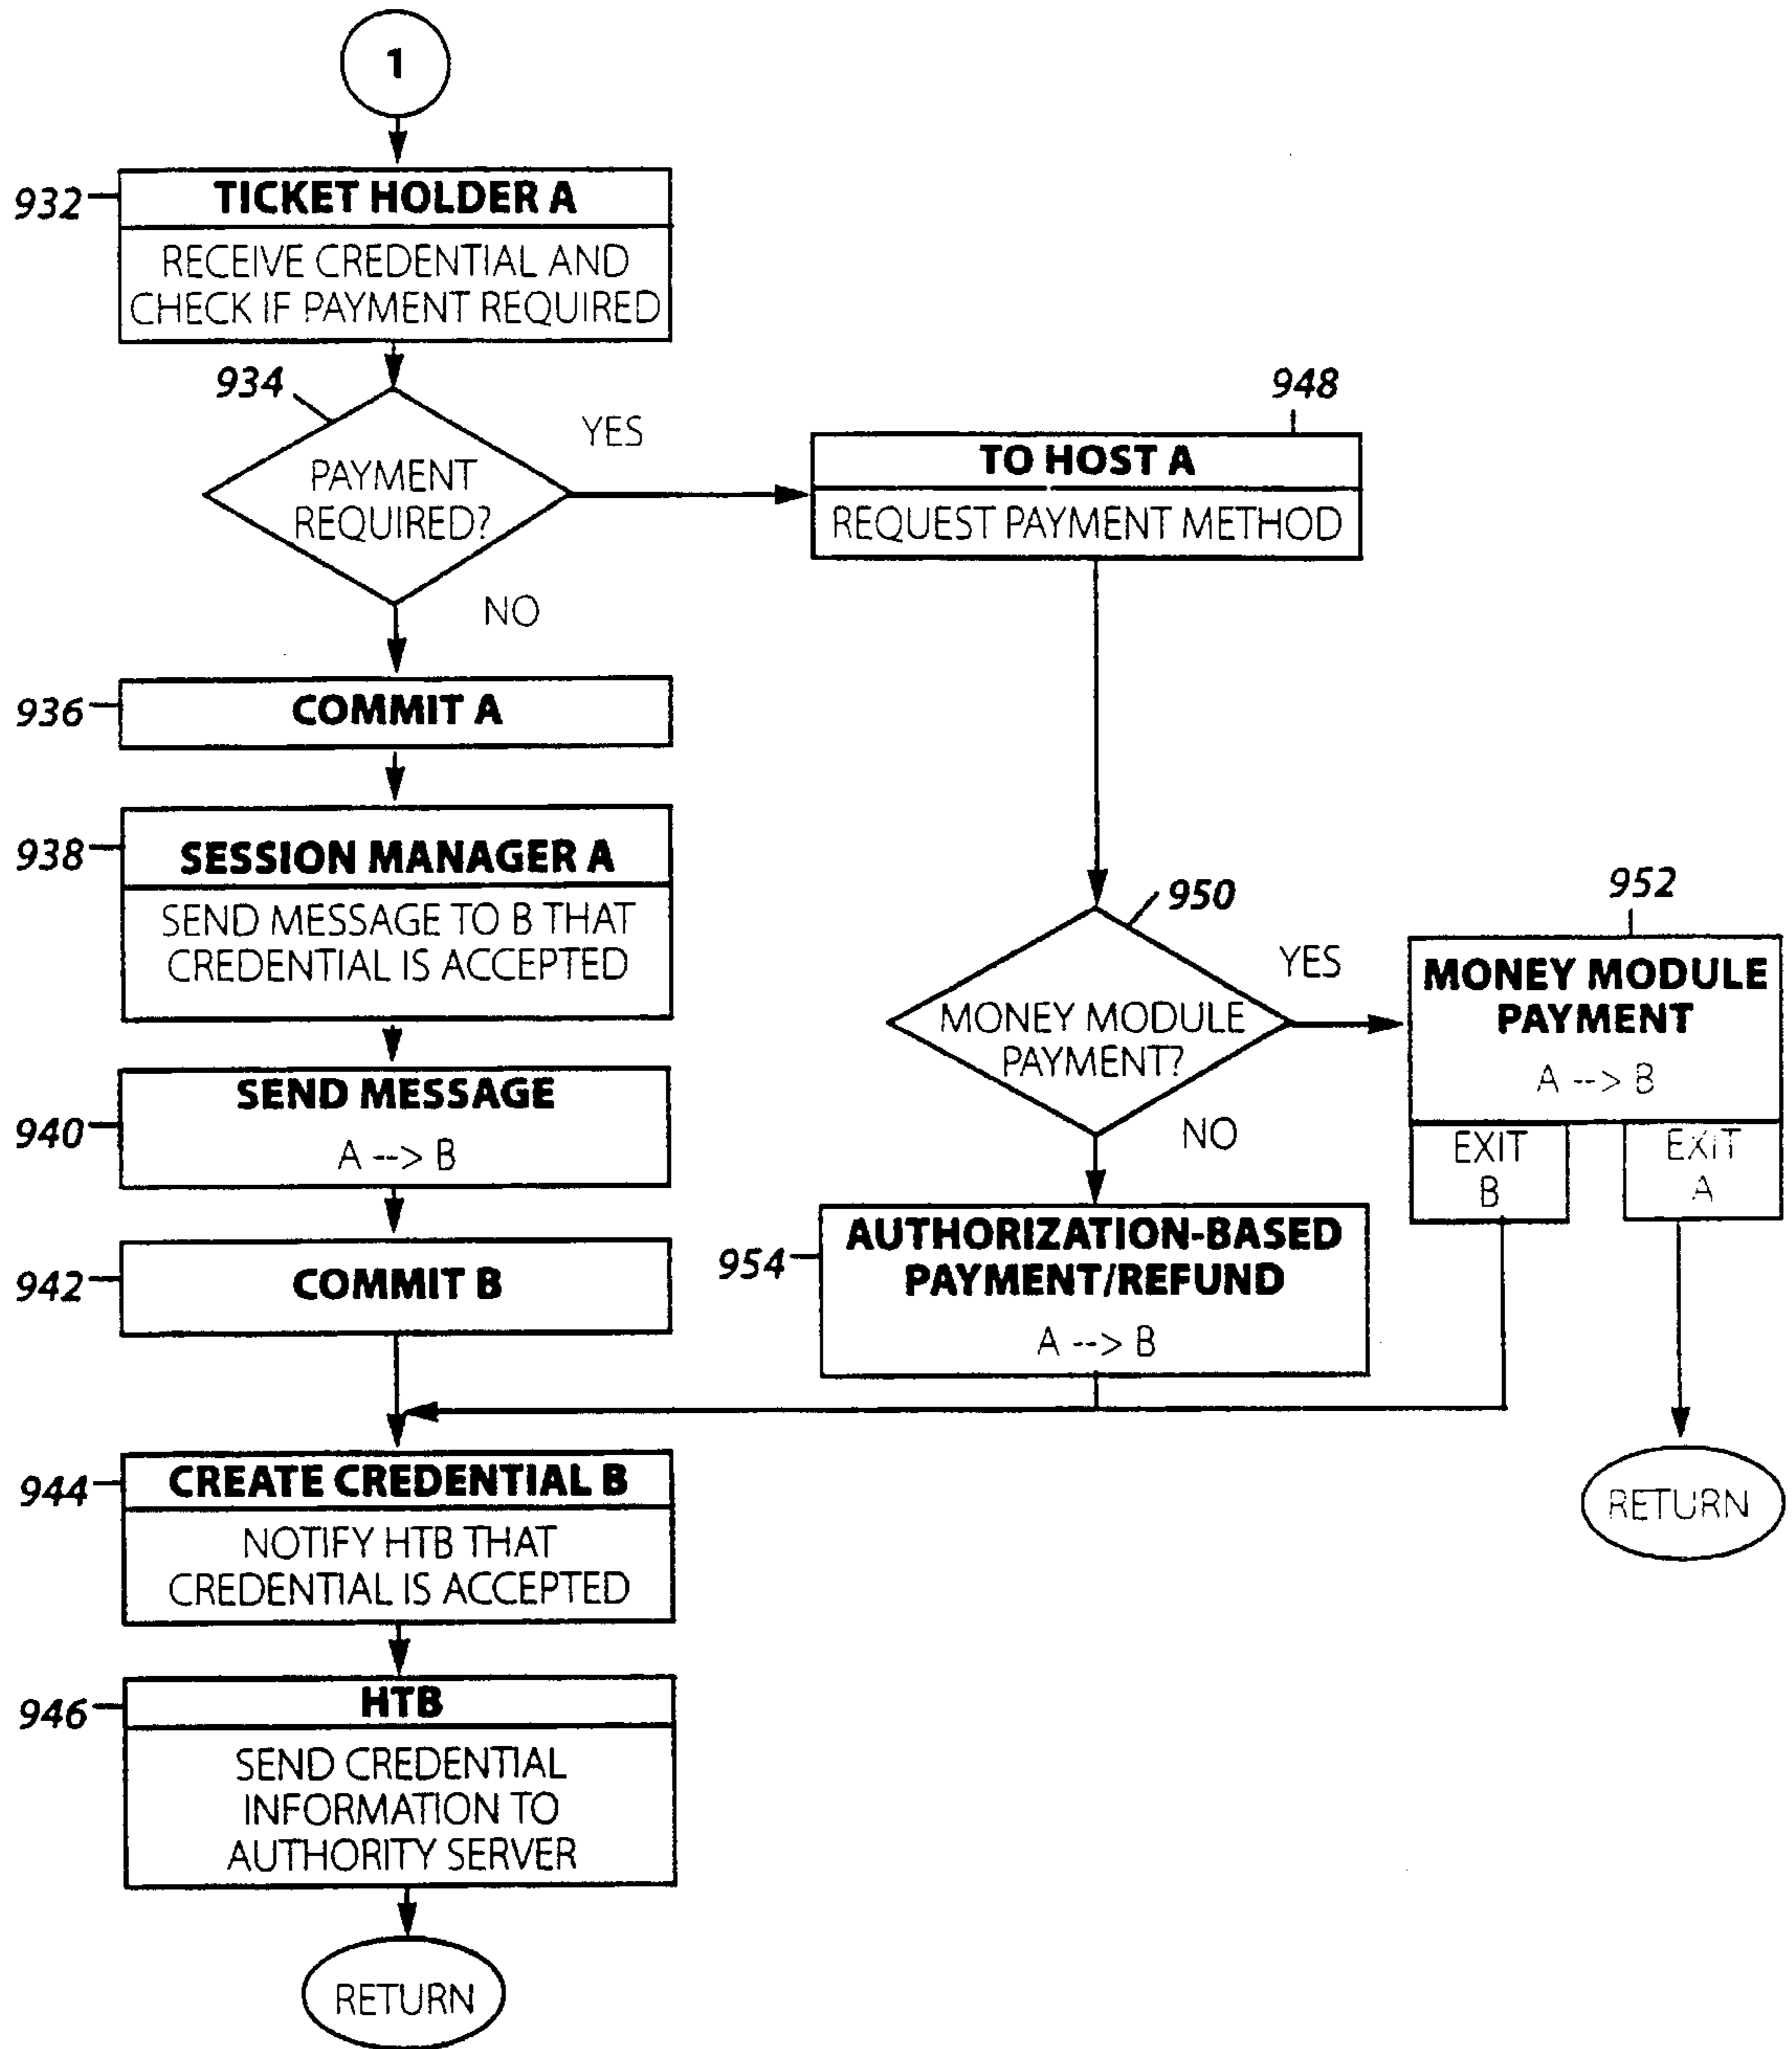 1
932
TICKET HOLDER A
RECEIVE CREDENTIAL AND
CHECK IF PAYMENT REQUIRED
934
PAYMENT
REQUIRED?
YES
NO
948
TO HOST A
REQUEST PAYMENT METHOD
936
COMMIT A
938
SESSION MANAGER A
SEND MESSAGE TO B THAT
CREDENTIAL IS ACCEPTED
940
SEND MESSAGE
A --> B
942
COMMIT B
950
MONEY MODULE
PAYMENT?
YES
NO
952
MONEY MODULE
PAYMENT
A --> B
EXIT
B
EXIT
A
RETURN
954
AUTHORIZATION-BASED
PAYMENT/REFUND
A --> B
944
CREATE CREDENTIAL B
NOTIFY HTB THAT
CREDENTIAL IS ACCEPTED
946
HTB
SEND CREDENTIAL
INFORMATION TO
AUTHORITY SERVER
RETURN